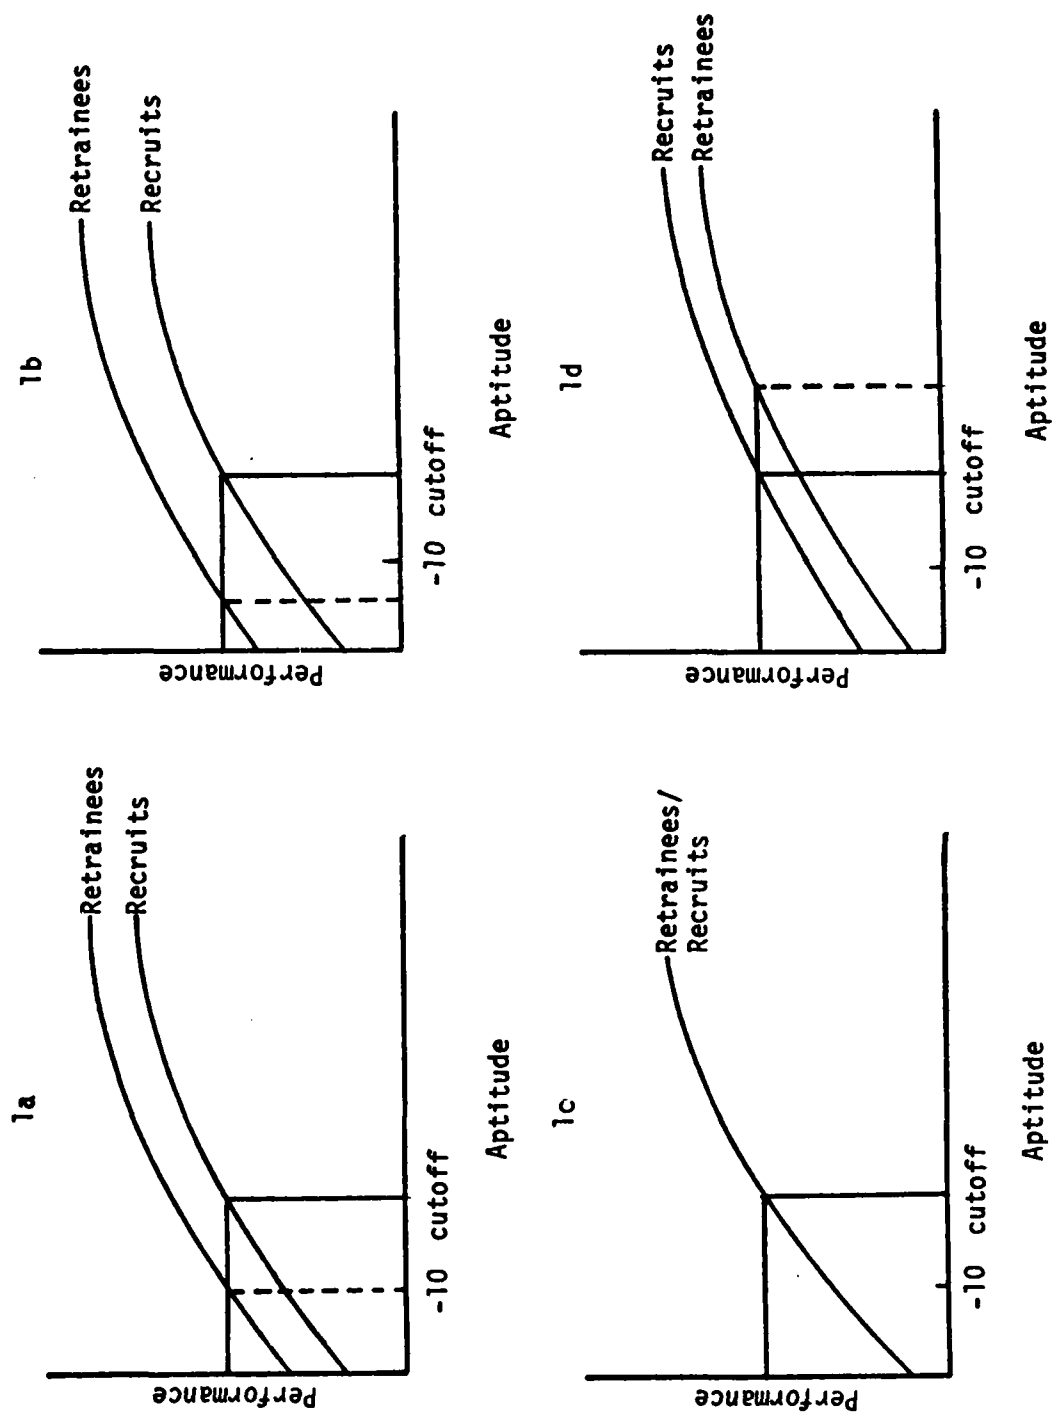 1a
Performance
Retrainees
Recruits
-10 cutoff
Aptitude
1b
Performance
Retrainees
Recruits
-10 cutoff
Aptitude
1c
Performance
Retrainees/
Recruits
-10 cutoff
Aptitude
1d
Performance
Recruits
Retrainees
-10 cutoff
Aptitude